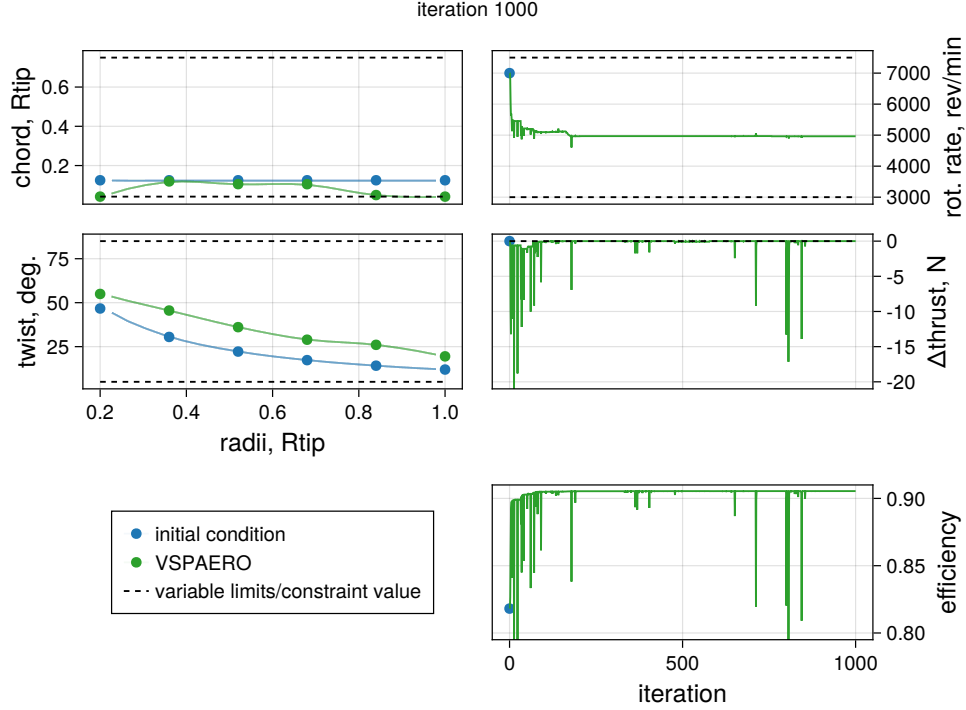 iteration 1000
chord, Rtip
0.6
0.4
0.2
7000
6000
5000
4000
3000
rot. rate, rev/min
twist, deg.
75
50
25
0.2
0.4
0.6
0.8
1.0
radii, Rtip
0
-5
-10
-15
-20
Δthrust, N
initial condition
VSPAERO
variable limits/constraint value
0.90
0.85
0.80
efficiency
0
500
1000
iteration